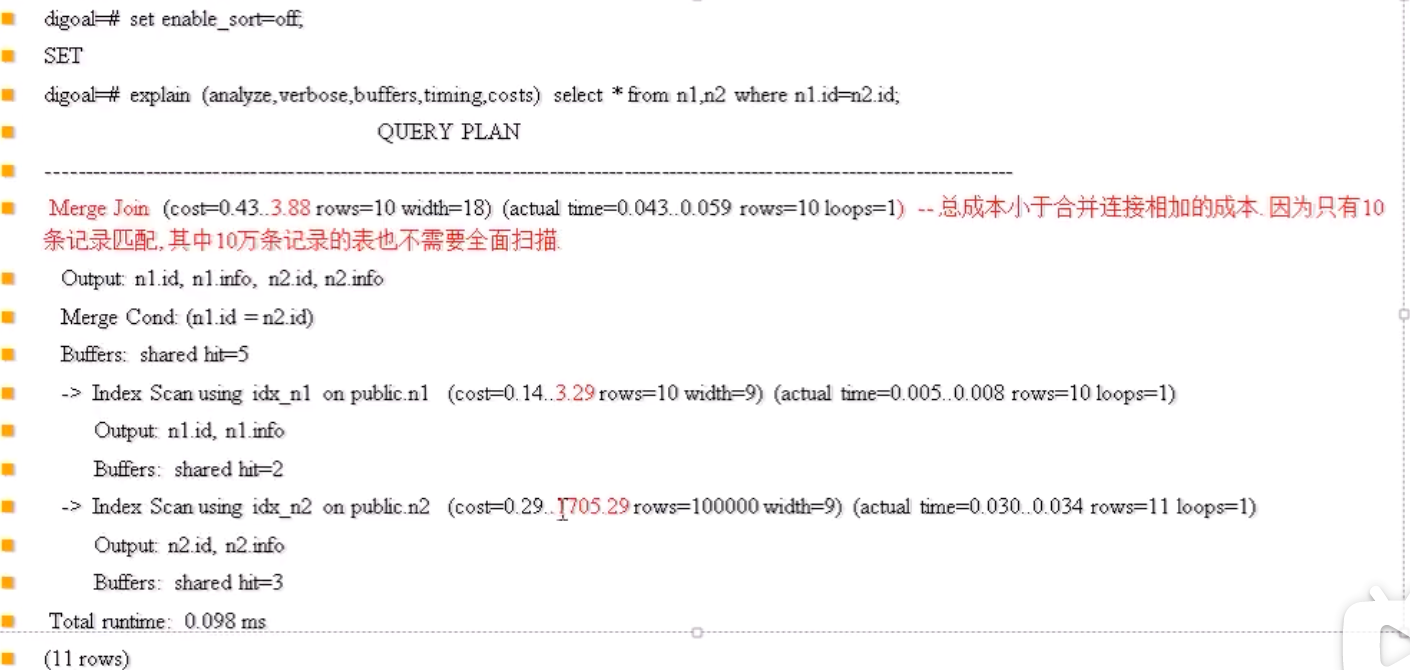 digoal=# set enable_sort=off;
SET
digoal=# explain (analyze,verbose,buffers,timing,costs) select * from n1,n2 where n1.id=n2.id;
QUERY PLAN
-----------------------------------------------------------------------------------------------------------------------
Merge Join (cost=0.43..3.88 rows=10 width=18) (actual time=0.043..0.059 rows=10 loops=1) --总成本小于合并连接相加的成本. 因为只有10
条记录匹配, 其中10万条记录的表也不需要全面扫描.
Output: n1.id, n1.info, n2.id, n2.info
Merge Cond: (n1.id = n2.id)
Buffers: shared hit=5
-> Index Scan using idx_n1 on public.n1 (cost=0.14..3.29 rows=10 width=9) (actual time=0.005..0.008 rows=10 loops=1)
Output: n1.id, n1.info
Buffers: shared hit=2
-> Index Scan using idx_n2 on public.n2 (cost=0.29..1705.29 rows=100000 width=9) (actual time=0.030..0.034 rows=11 loops=1)
Output: n2.id, n2.info
Buffers: shared hit=3
Total runtime: 0.098 ms
(11 rows)